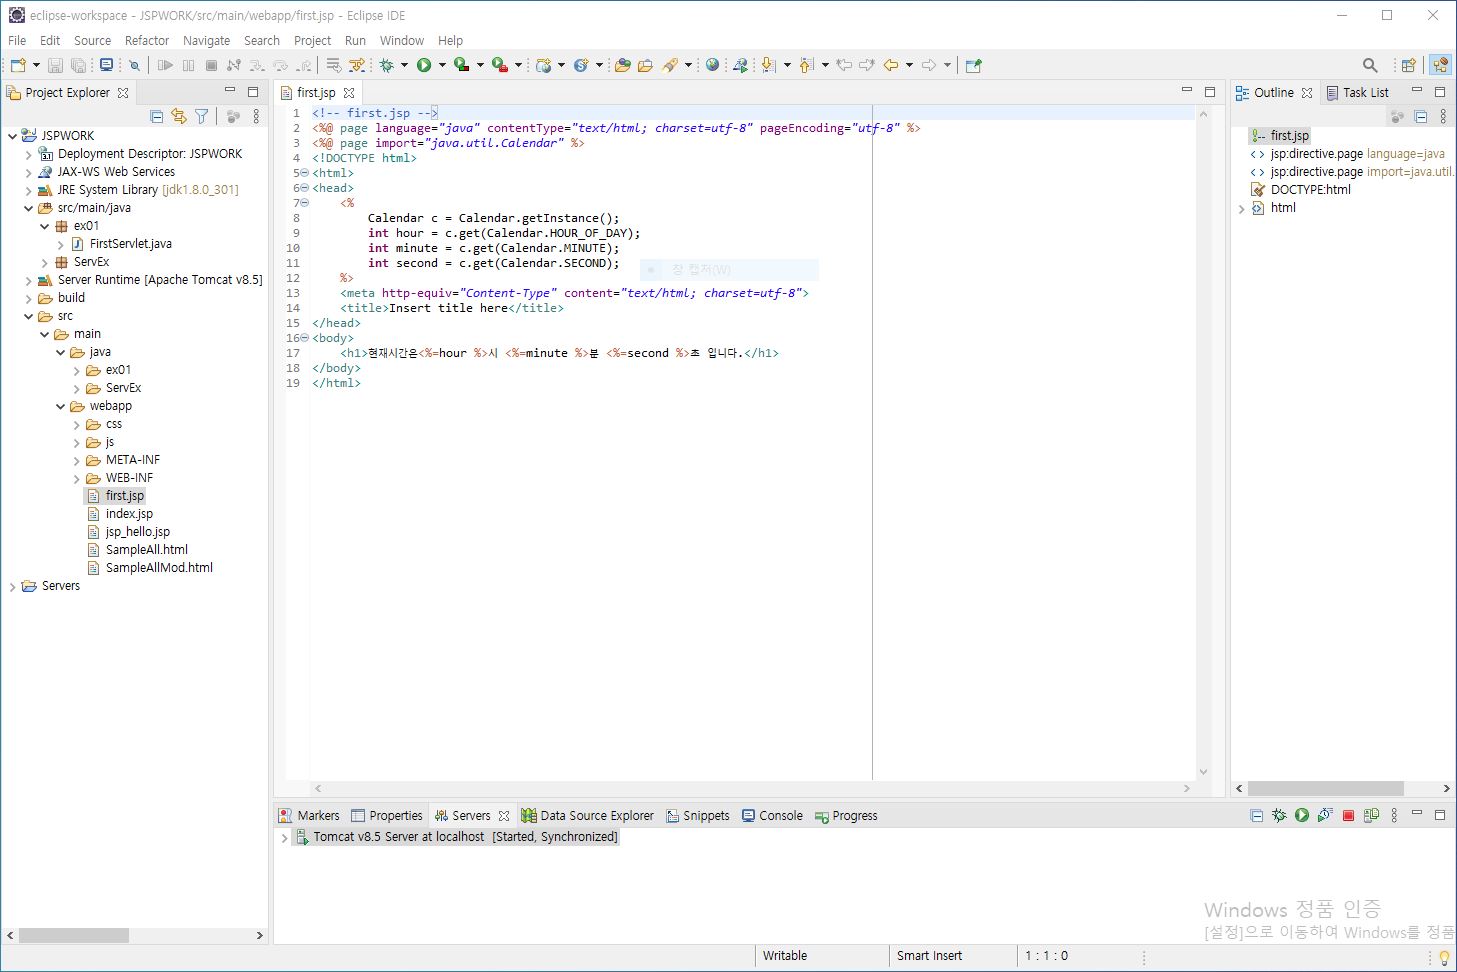 eclipse-workspace - JSPWORK/src/main/webapp/first.jsp - Eclipse IDE
File Edit Source Refactor Navigate Search Project Run Window Help
Project Explorer
JSPWORK
Deployment Descriptor: JSPWORK
JAX-WS Web Services
JRE System Library [jdk1.8.0_301]
src/main/java
ex01
FirstServlet.java
ServEx
Server Runtime [Apache Tomcat v8.5]
build
src
main
java
ex01
ServEx
webapp
css
js
META-INF
WEB-INF
first.jsp
index.jsp
jsp_hello.jsp
SampleAll.html
SampleAllMod.html
Servers
first.jsp
1 <!-- first.jsp -->
2 <%@ page language="java" contentType="text/html; charset=utf-8" pageEncoding="utf-8" %>
3 <%@ page import="java.util.Calendar" %>
4 <!DOCTYPE html>
5 <html>
6 <head>
7 <%
8 Calendar c = Calendar.getInstance();
9 int hour = c.get(Calendar.HOUR_OF_DAY);
10 int minute = c.get(Calendar.MINUTE);
11 int second = c.get(Calendar.SECOND);
창 캡처(W)
12 %>
13 <meta http-equiv="Content-Type" content="text/html; charset=utf-8">
14 <title>Insert title here</title>
15 </head>
16 <body>
17 <h1>현재시간은<%=hour %>시 <%=minute %>분 <%=second %>초 입니다.</h1>
18 </body>
19 </html>
Outline Task List
first.jsp
jsp:directive.page language=java
jsp:directive.page import=java.util.
DOCTYPE:html
html
Markers Properties Servers Data Source Explorer Snippets Console Progress
Tomcat v8.5 Server at localhost [Started, Synchronized]
Windows 정품 인증
[설정]으로 이동하여 Windows를 정품
Writable Smart Insert 1 : 1 : 0